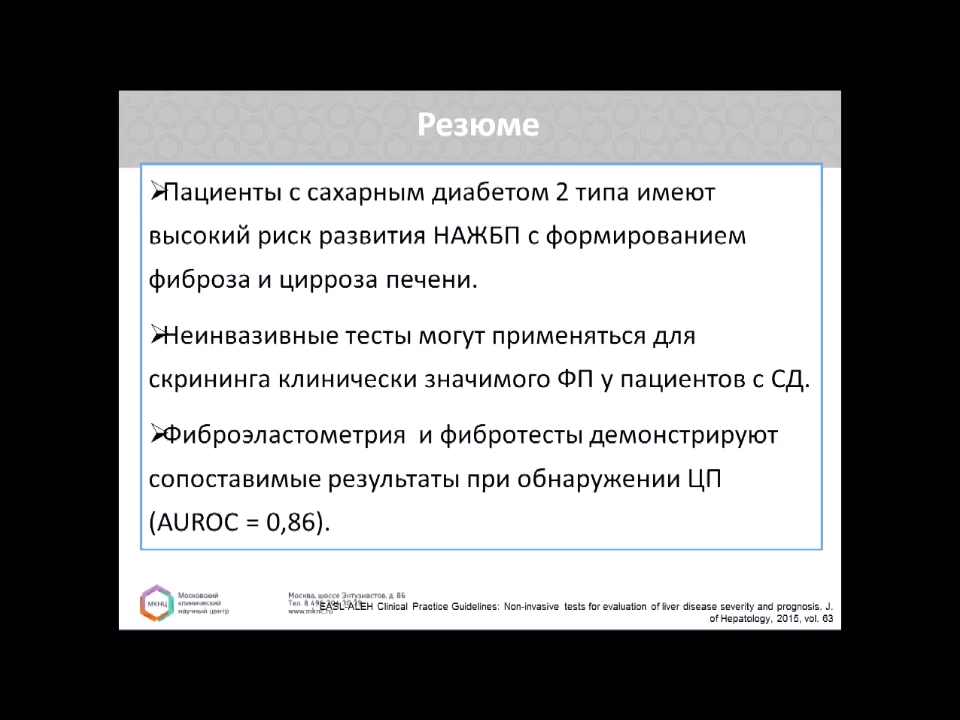 Резюме
➢Пациенты с сахарным диабетом 2 типа имеют
высокий риск развития НАЖБП с формированием
фиброза и цирроза печени.
➢Неинвазивные тесты могут применяться для
скрининга клинически значимого ФП у пациентов с СД.
➢Фиброэластометрия и фибротесты демонстрируют
сопоставимые результаты при обнаружении ЦП
(AUROC = 0,86).
МКНЦ
Московский
клинический
научный центр
Москва, шоссе Энтузиастов, д. 86
Тел. 8
www.mknc.ru
EASL-ALEH Clinical Practice Guidelines: Non-invasive tests for evaluation of liver disease severity and prognosis. J.
of Hepatology, 2015, vol. 63